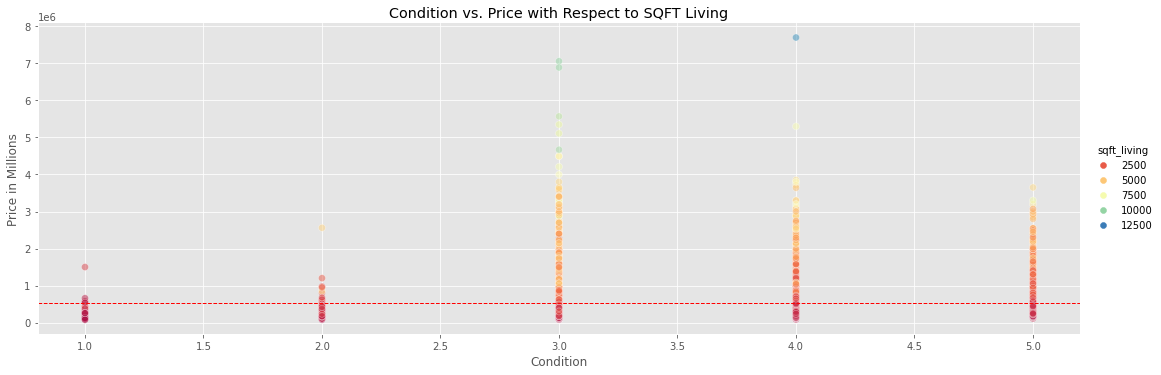 Condition vs. Price with Respect to SQFT Living
1e6
8
7
6
5
4
3
2
1
0
Price in Millions
1.0 1.5 2.0 2.5 3.0 3.5 4.0 4.5 5.0
Condition
sqft_living
2500
5000
7500
10000
12500